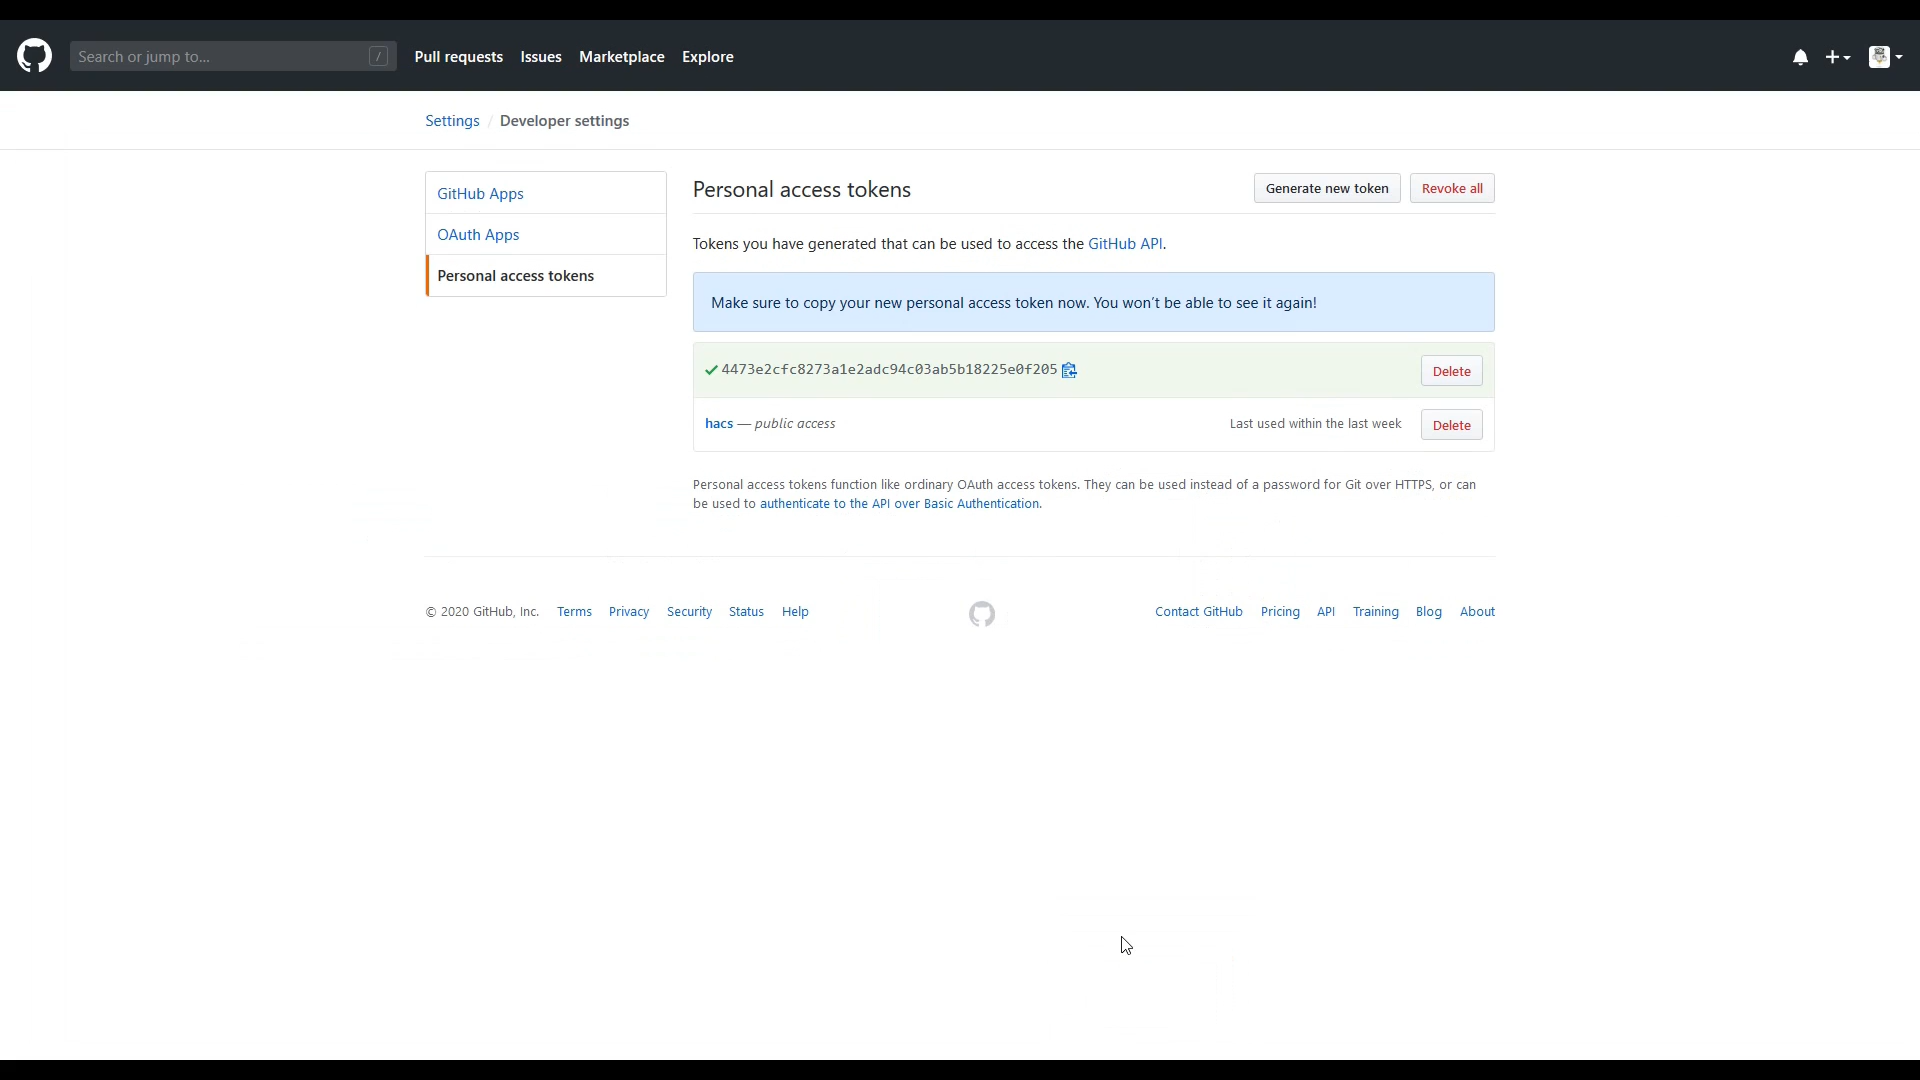 Search or jump to... /
Pull requests Issues Marketplace Explore
Settings / Developer settings
GitHub Apps
OAuth Apps
Personal access tokens
Personal access tokens
Generate new token Revoke all
Tokens you have generated that can be used to access the GitHub API.
Make sure to copy your new personal access token now. You won't be able to see it again!
4473e2cfc8273a1e2adc94c03ab5b18225e0f205 Delete
hacs — public access Last used within the last week Delete
Personal access tokens function like ordinary OAuth access tokens. They can be used instead of a password for Git over HTTPS, or can
be used to authenticate to the API over Basic Authentication.
© 2020 GitHub, Inc. Terms Privacy Security Status Help Contact GitHub Pricing API Training Blog About